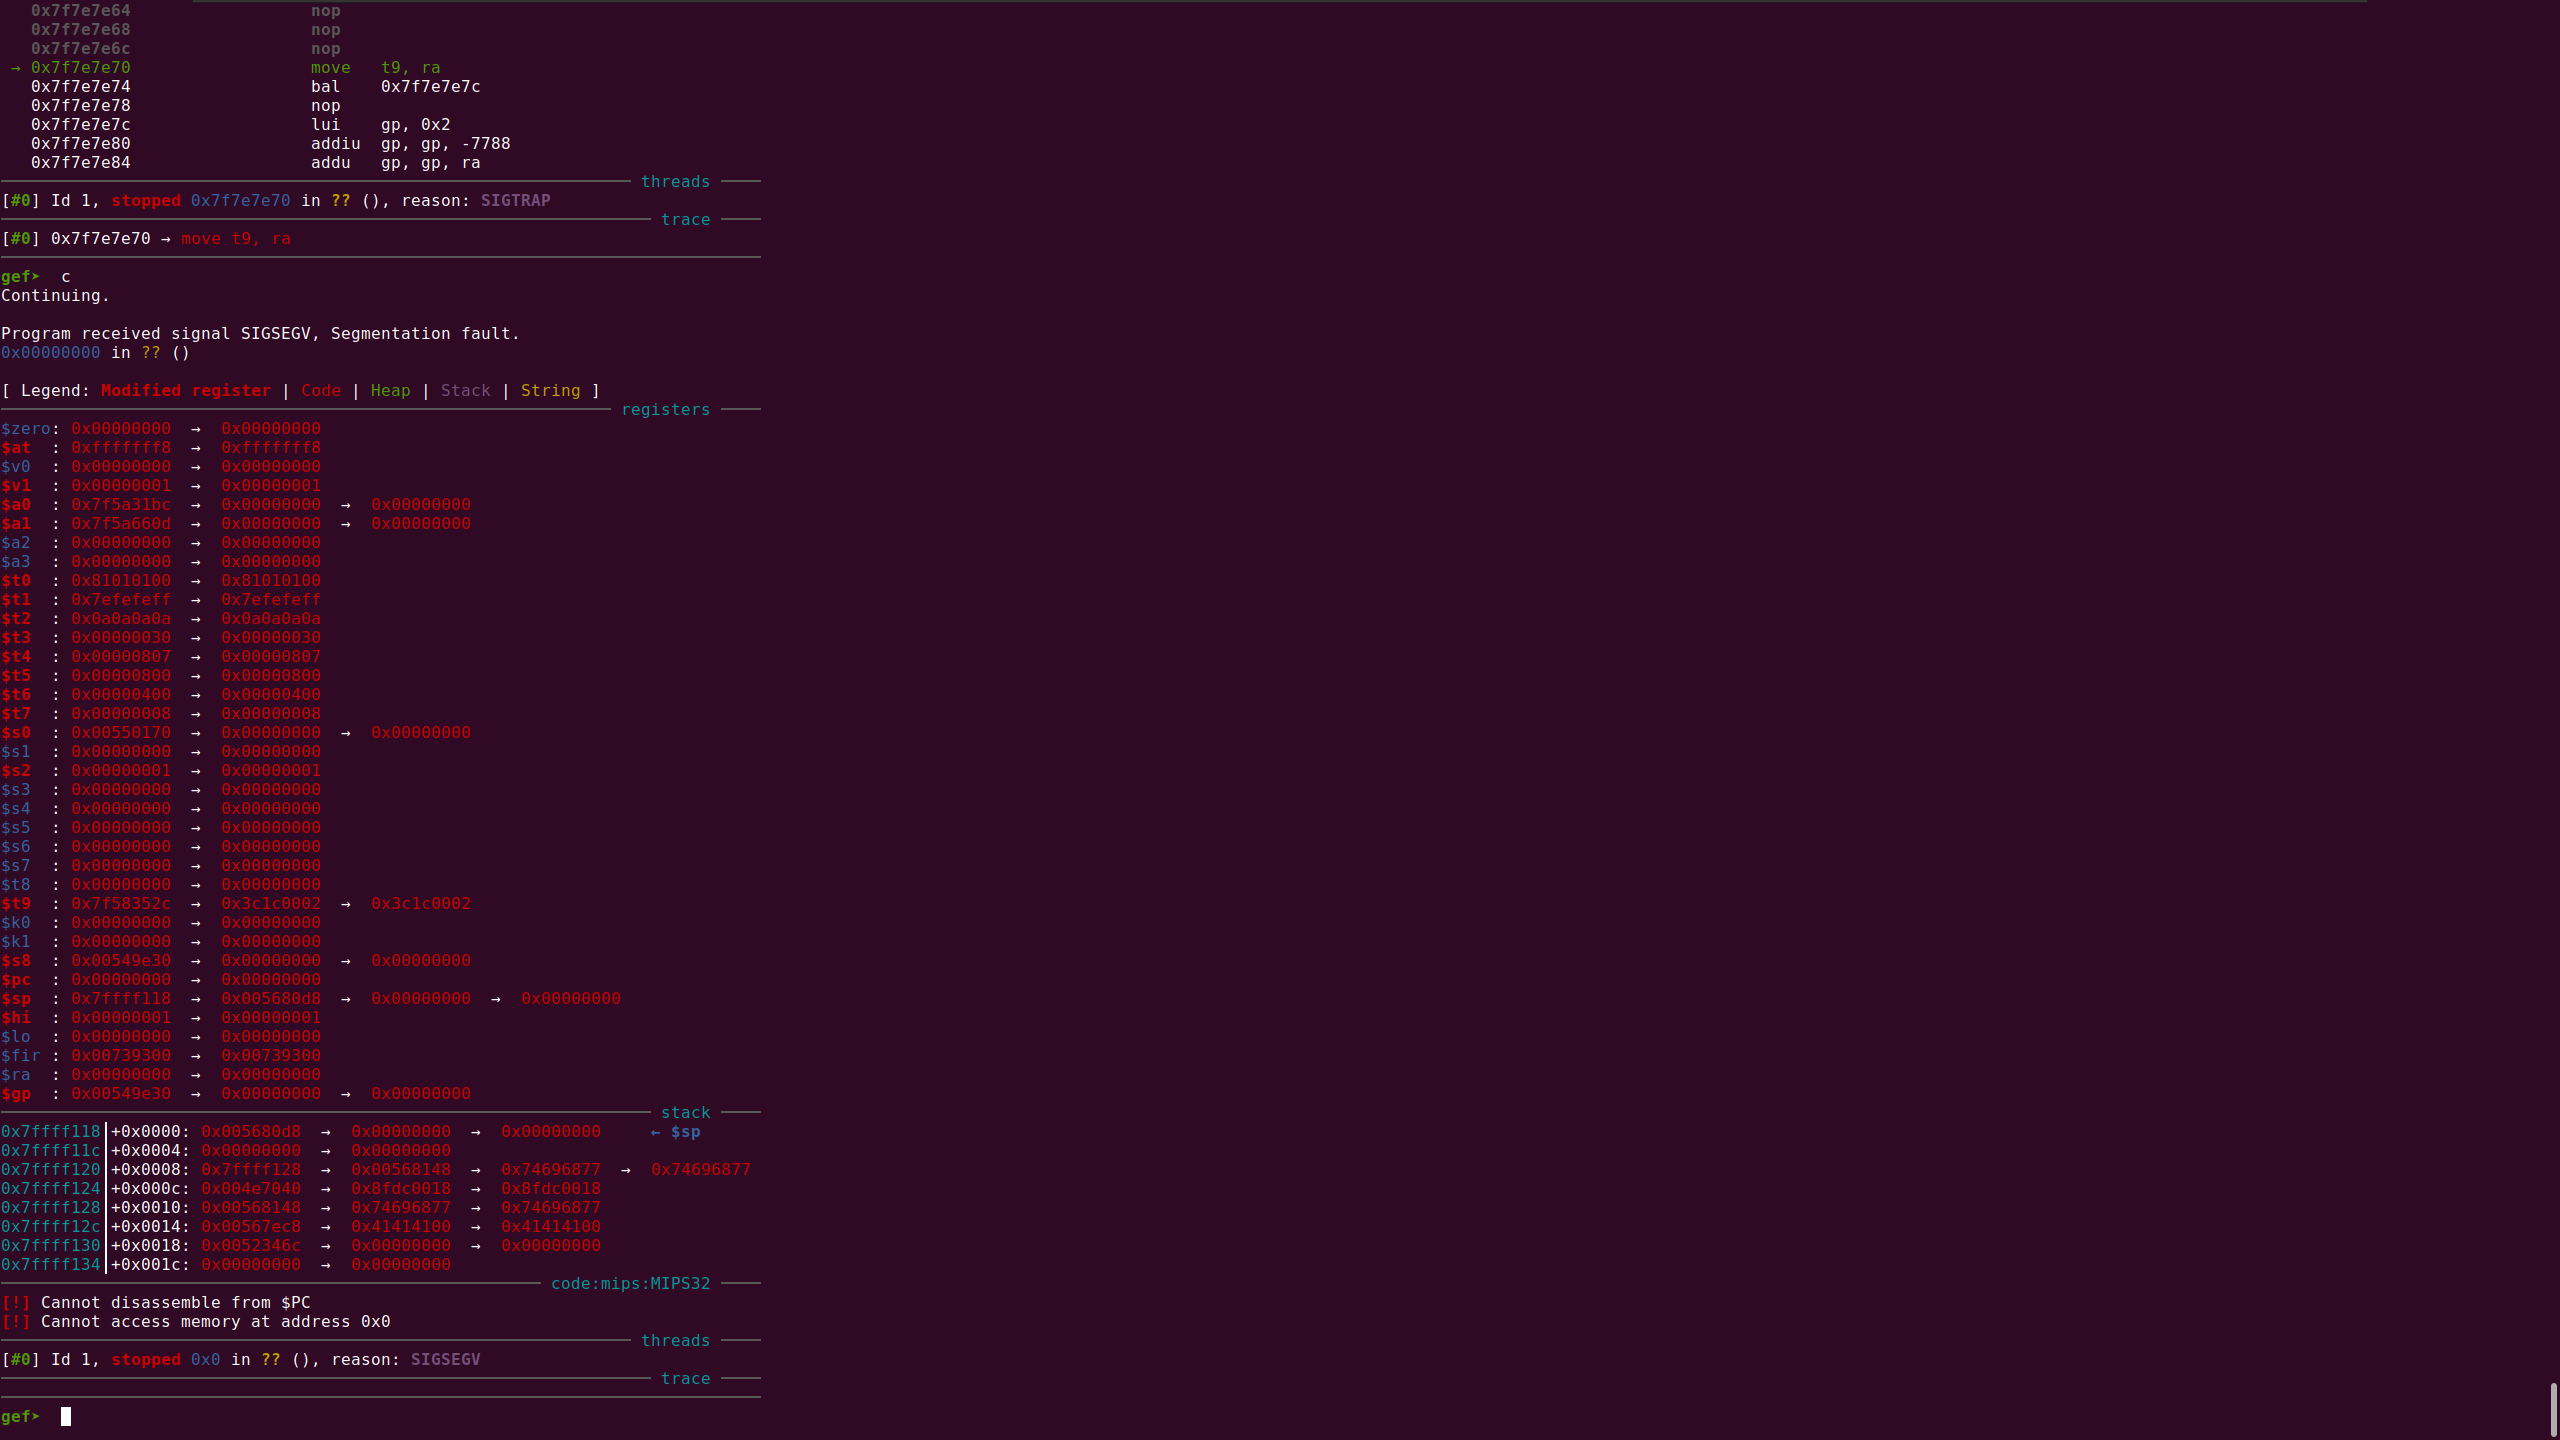 0x7f7e7e64 nop
0x7f7e7e68 nop
0x7f7e7e6c nop
→ 0x7f7e7e70 move t9, ra
0x7f7e7e74 bal 0x7f7e7e7c
0x7f7e7e78 nop
0x7f7e7e7c lui gp, 0x2
0x7f7e7e80 addiu gp, gp, -7788
0x7f7e7e84 addu gp, gp, ra
threads
[#0] Id 1, stopped 0x7f7e7e70 in ?? (), reason: SIGTRAP
trace
[#0] 0x7f7e7e70 → move t9, ra
gef➤ c
Continuing.
Program received signal SIGSEGV, Segmentation fault.
0x00000000 in ?? ()
[ Legend: Modified register | Code | Heap | Stack | String ]
registers
$zero: 0x00000000 → 0x00000000
$at : 0xfffffff8 → 0xfffffff8
$v0 : 0x00000000 → 0x00000000
$v1 : 0x00000001 → 0x00000001
$a0 : 0x7f5a31bc → 0x00000000 → 0x00000000
$a1 : 0x7f5a660d → 0x00000000 → 0x00000000
$a2 : 0x00000000 → 0x00000000
$a3 : 0x00000000 → 0x00000000
$t0 : 0x81010100 → 0x81010100
$t1 : 0x7efefeff → 0x7efefeff
$t2 : 0x0a0a0a0a → 0x0a0a0a0a
$t3 : 0x00000030 → 0x00000030
$t4 : 0x00000807 → 0x00000807
$t5 : 0x00000800 → 0x00000800
$t6 : 0x00000400 → 0x00000400
$t7 : 0x00000008 → 0x00000008
$s0 : 0x00550170 → 0x00000000 → 0x00000000
$s1 : 0x00000000 → 0x00000000
$s2 : 0x00000001 → 0x00000001
$s3 : 0x00000000 → 0x00000000
$s4 : 0x00000000 → 0x00000000
$s5 : 0x00000000 → 0x00000000
$s6 : 0x00000000 → 0x00000000
$s7 : 0x00000000 → 0x00000000
$t8 : 0x00000000 → 0x00000000
$t9 : 0x7f58352c → 0x3c1c0002 → 0x3c1c0002
$k0 : 0x00000000 → 0x00000000
$k1 : 0x00000000 → 0x00000000
$s8 : 0x00549e30 → 0x00000000 → 0x00000000
$pc : 0x00000000 → 0x00000000
$sp : 0x7ffff118 → 0x005680d8 → 0x00000000 → 0x00000000
$hi : 0x00000001 → 0x00000001
$lo : 0x00000000 → 0x00000000
$fir : 0x00739300 → 0x00739300
$ra : 0x00000000 → 0x00000000
$gp : 0x00549e30 → 0x00000000 → 0x00000000
stack
0x7ffff118│+0x0000: 0x005680d8 → 0x00000000 → 0x00000000 ← $sp
0x7ffff11c│+0x0004: 0x00000000 → 0x00000000
0x7ffff120│+0x0008: 0x7ffff128 → 0x00568148 → 0x74696877 → 0x74696877
0x7ffff124│+0x000c: 0x004e7040 → 0x8fdc0018 → 0x8fdc0018
0x7ffff128│+0x0010: 0x00568148 → 0x74696877 → 0x74696877
0x7ffff12c│+0x0014: 0x00567ec8 → 0x41414100 → 0x41414100
0x7ffff130│+0x0018: 0x0052346c → 0x00000000 → 0x00000000
0x7ffff134│+0x001c: 0x00000000 → 0x00000000
code:mips:MIPS32
[!] Cannot disassemble from $PC
[!] Cannot access memory at address 0x0
threads
[#0] Id 1, stopped 0x0 in ?? (), reason: SIGSEGV
trace
gef➤